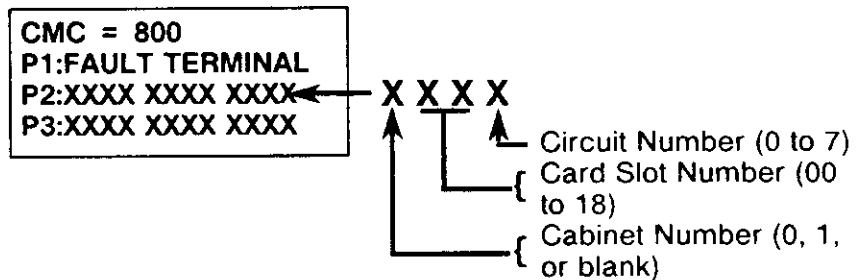 CMC = 800
P1:FAULT TERMINAL
P2:XXXX XXXX XXXX
P3:XXXX XXXX XXXX
X X X X
Circuit Number (0 to 7)
{ Card Slot Number (00
to 18)
{ Cabinet Number (0, 1,
or blank)